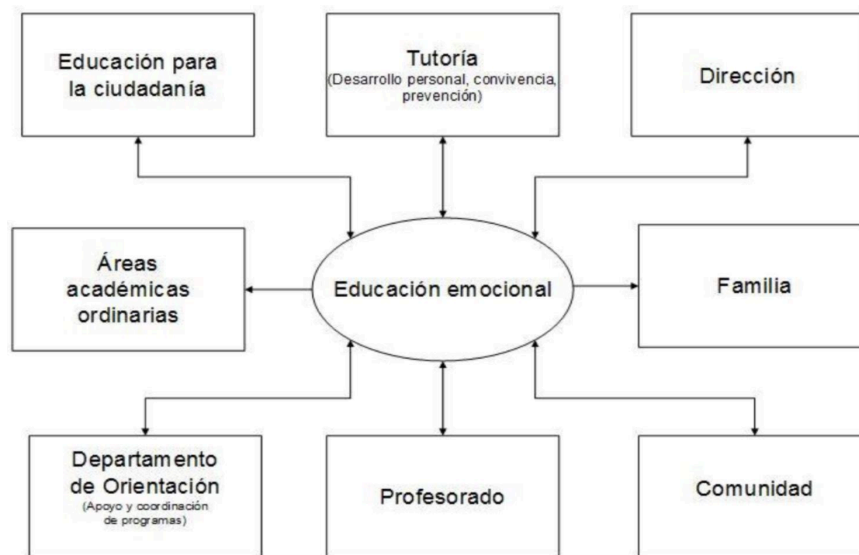 Educación para
la ciudadanía
Tutoría
(Desarrollo personal, convivencia,
prevención)
Dirección
Áreas
académicas
ordinarias
Educación emocional
Familia
Departamento
de Orientación
(Apoyo y coordinación
de programas)
Profesorado
Comunidad